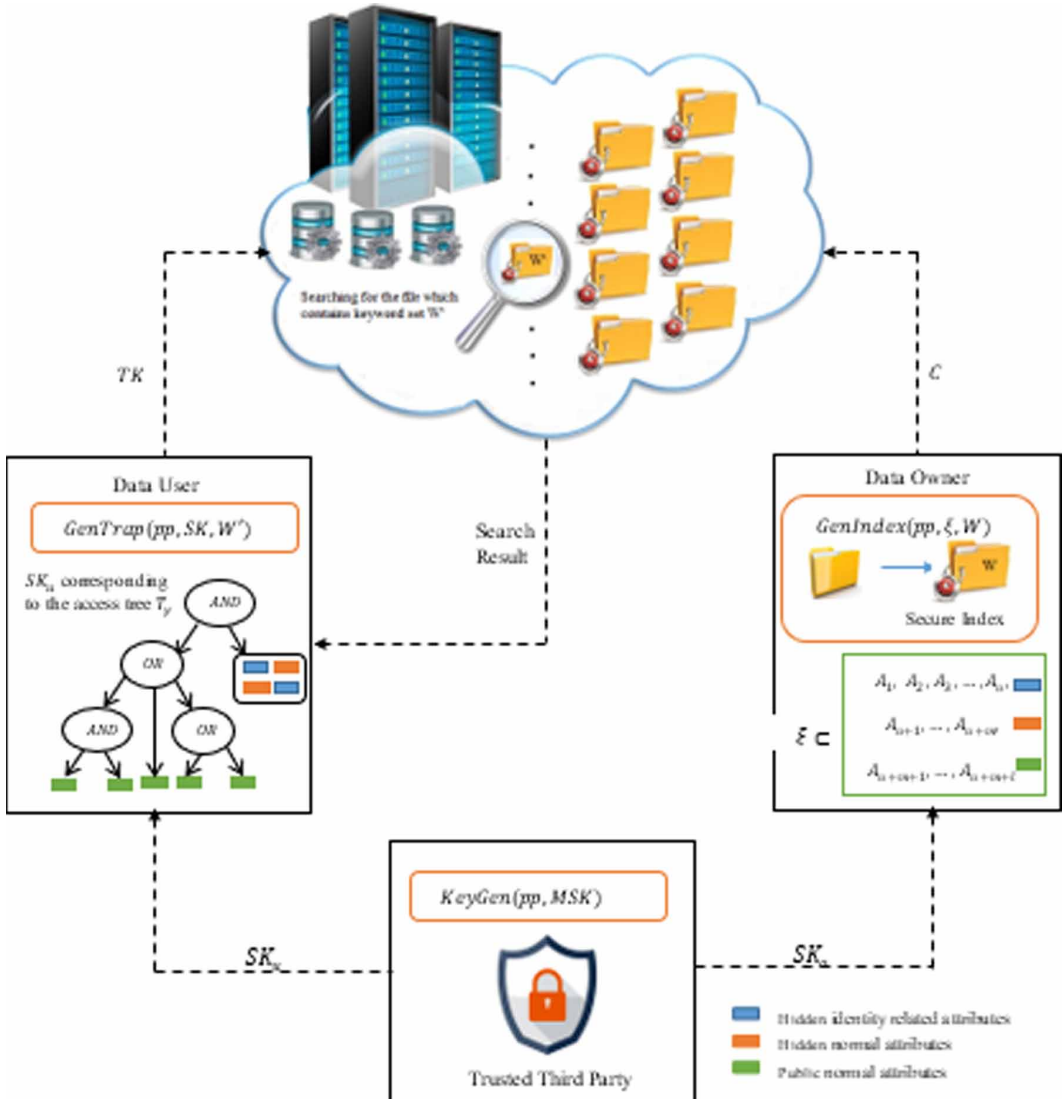 W'
Searching for the file which
contains keyword set W'
TK
C
Data User
GenTrap(pp, SK, W')
SK_u corresponding
to the access tree T_γ
AND
OR
AND
OR
Search
Result
Data Owner
GenIndex(pp, ξ, W)
W
Secure Index
ξ ⊂
A_1, A_2, A_3, ..., A_n,
A_{n+1}, ..., A_{n+m}
A_{n+m+1}, ..., A_{n+m+l}
KeyGen(pp, MSK)
Trusted Third Party
SK_u
SK_o
Hidden identity related attributes
Hidden normal attributes
Public normal attributes